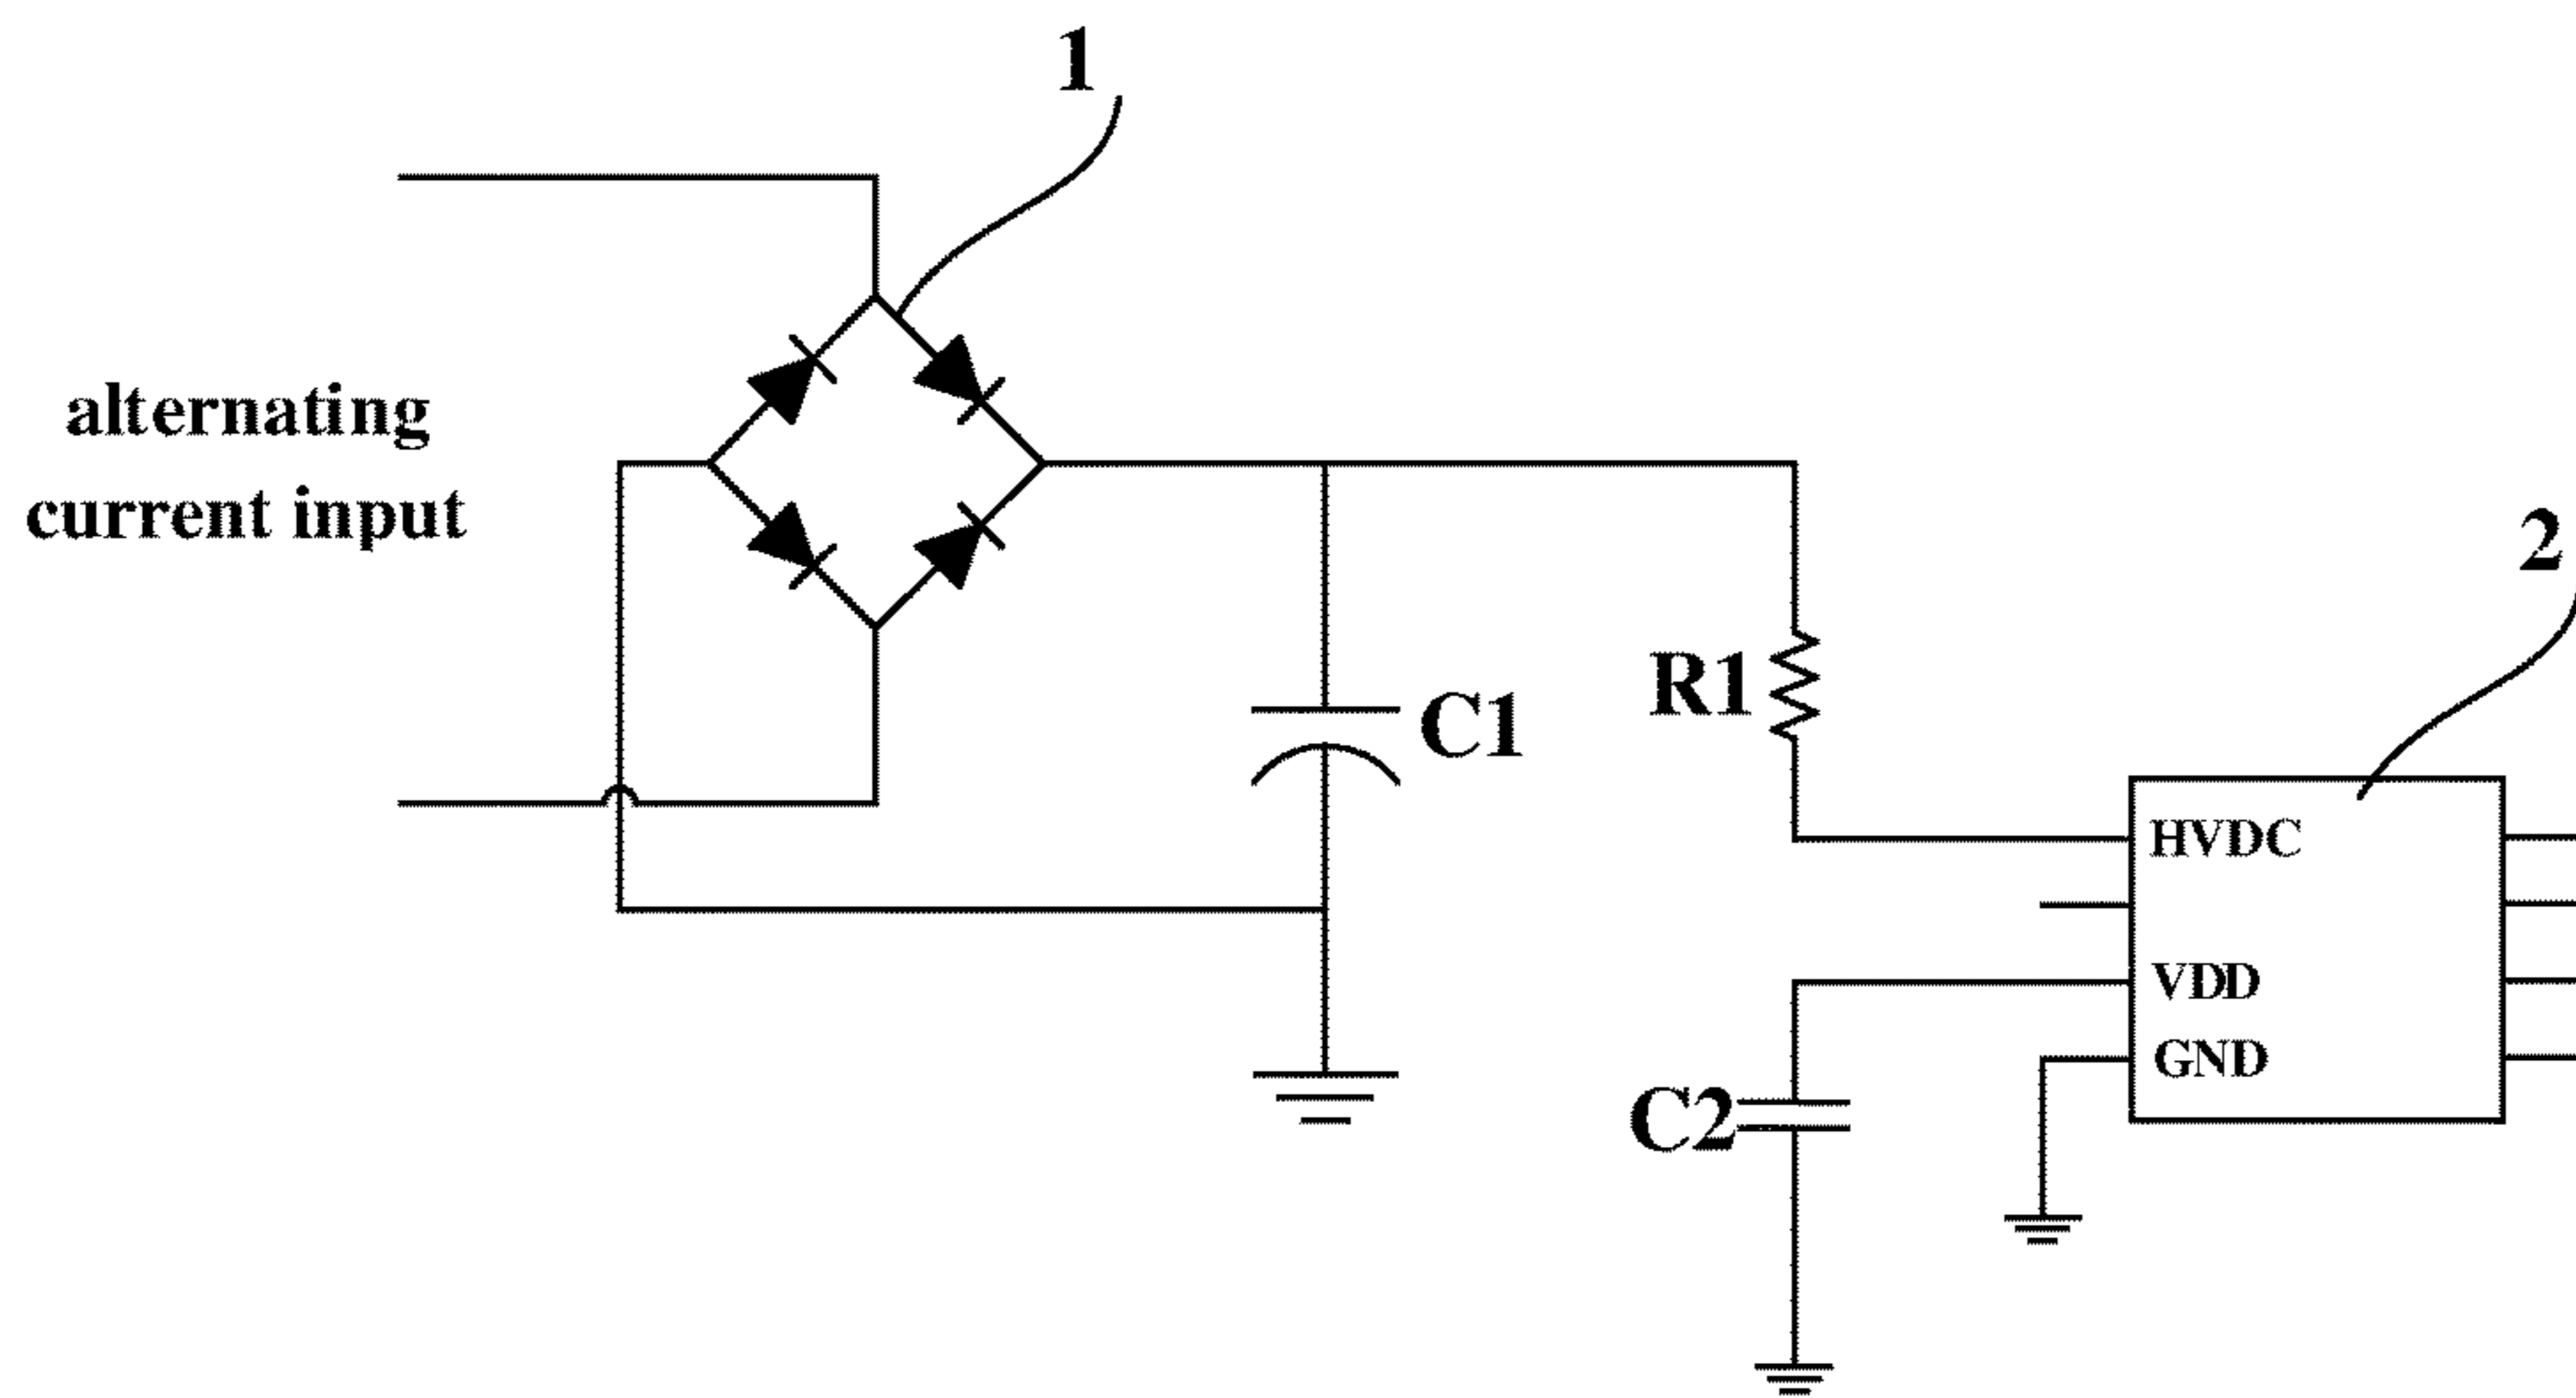 1
alternating
current input
2
R1
C1
HVDC
VDD
GND
C2